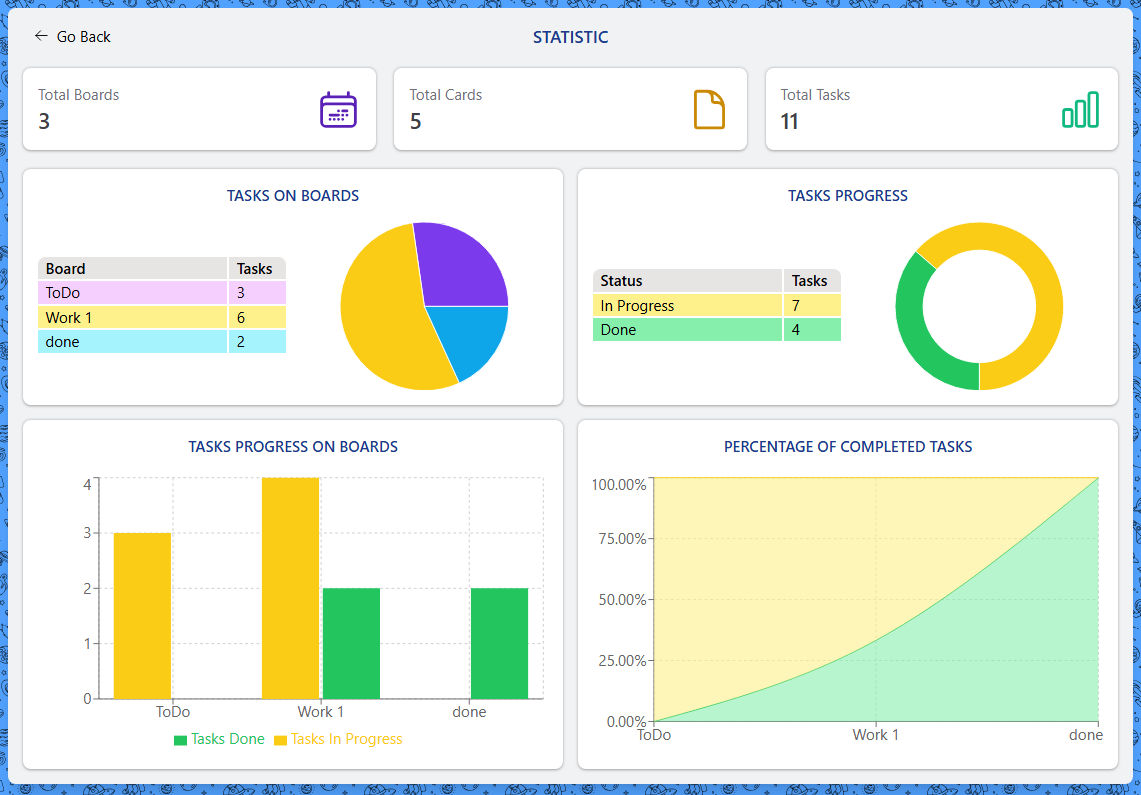 Go Back
STATISTIC
Total Boards
3
Total Cards
5
Total Tasks
11
TASKS ON BOARDS
Board Tasks
ToDo 3
Work 1 6
done 2
TASKS PROGRESS
Status Tasks
In Progress 7
Done 4
TASKS PROGRESS ON BOARDS
4
3
2
1
0
ToDo Work 1 done
Tasks Done Tasks In Progress
PERCENTAGE OF COMPLETED TASKS
100.00%
75.00%
50.00%
25.00%
0.00%
ToDo Work 1 done